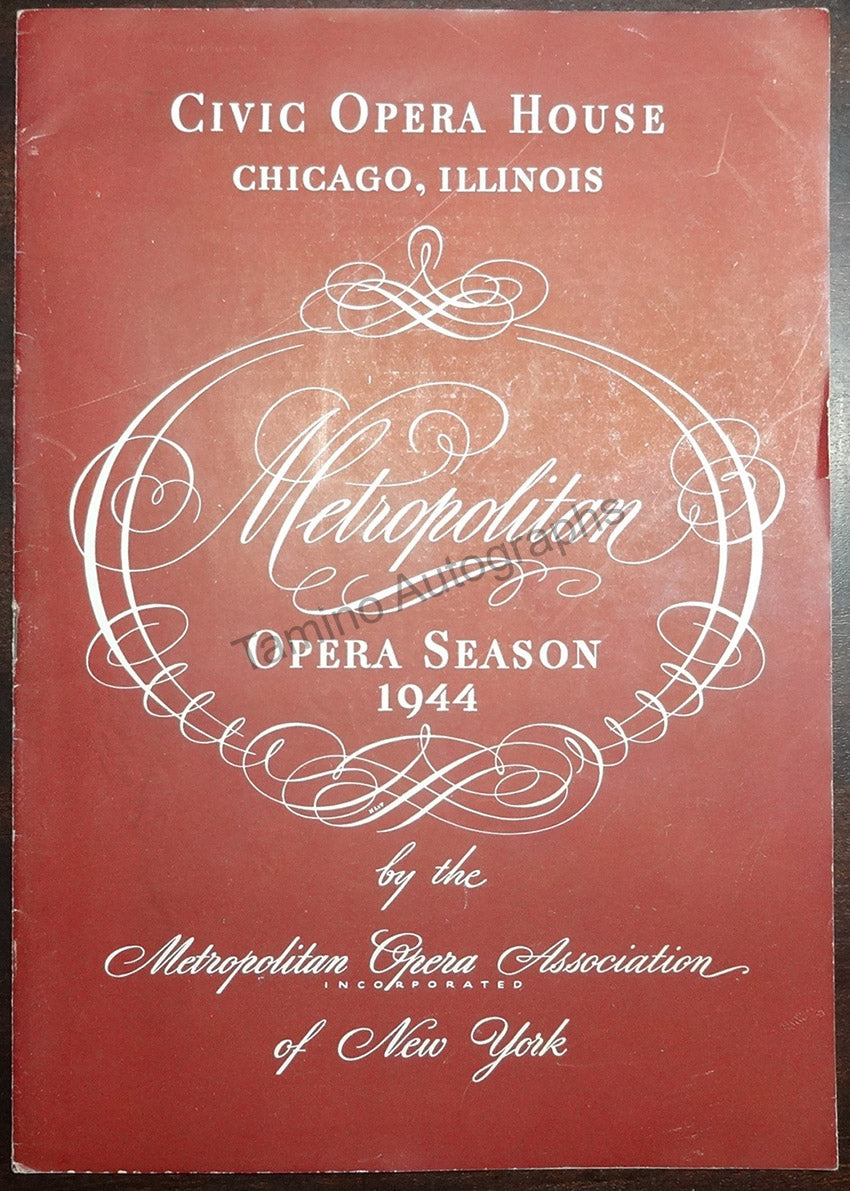 CIVIC OPERA HOUSE
CHICAGO, ILLINOIS
Metropolitan
Tamino Autographs
OPERA SEASON
1944
by the
Metropolitan Opera Association
INCORPORATED
of New York